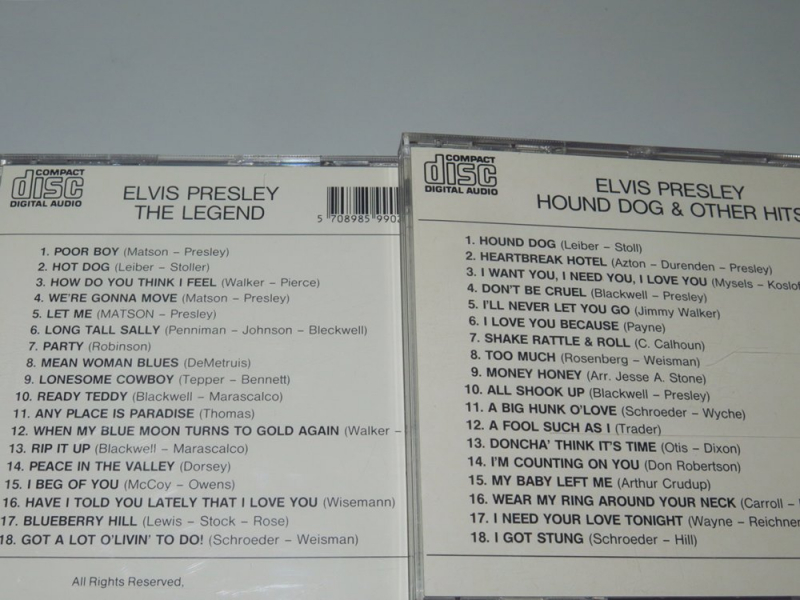 COMPACT
disc
DIGITAL AUDIO
ELVIS PRESLEY
THE LEGEND
5 708985 990
1. POOR BOY (Matson – Presley)
2. HOT DOG (Leiber – Stoller)
3. HOW DO YOU THINK I FEEL (Walker – Pierce)
4. WE'RE GONNA MOVE (Matson – Presley)
5. LET ME (MATSON – Presley)
6. LONG TALL SALLY (Penniman – Johnson – Bleckwell)
7. PARTY (Robinson)
8. MEAN WOMAN BLUES (DeMetruis)
9. LONESOME COWBOY (Tepper – Bennett)
10. READY TEDDY (Blackwell – Marascalco)
11. ANY PLACE IS PARADISE (Thomas)
12. WHEN MY BLUE MOON TURNS TO GOLD AGAIN (Walker –
13. RIP IT UP (Blackwell – Marascalco)
14. PEACE IN THE VALLEY (Dorsey)
15. I BEG OF YOU (McCoy – Owens)
16. HAVE I TOLD YOU LATELY THAT I LOVE YOU (Wisemann)
17. BLUEBERRY HILL (Lewis – Stock – Rose)
18. GOT A LOT O'LIVIN' TO DO! (Schroeder – Weisman)
All Rights Reserved,
COMPACT
disc
DIGITAL AUDIO
ELVIS PRESLEY
HOUND DOG & OTHER HITS
1. HOUND DOG (Leiber – Stoll)
2. HEARTBREAK HOTEL (Azton – Durenden – Presley)
3. I WANT YOU, I NEED YOU, I LOVE YOU (Mysels – Koslof
4. DON'T BE CRUEL (Blackwell – Presley)
5. I'LL NEVER LET YOU GO (Jimmy Walker)
6. I LOVE YOU BECAUSE (Payne)
7. SHAKE RATTLE & ROLL (C. Calhoun)
8. TOO MUCH (Rosenberg – Weisman)
9. MONEY HONEY (Arr. Jesse A. Stone)
10. ALL SHOOK UP (Blackwell – Presley)
11. A BIG HUNK O'LOVE (Schroeder – Wyche)
12. A FOOL SUCH AS I (Trader)
13. DONCHA' THINK IT'S TIME (Otis – Dixon)
14. I'M COUNTING ON YOU (Don Robertson)
15. MY BABY LEFT ME (Arthur Crudup)
16. WEAR MY RING AROUND YOUR NECK (Carroll –
17. I NEED YOUR LOVE TONIGHT (Wayne – Reichner
18. I GOT STUNG (Schroeder – Hill)